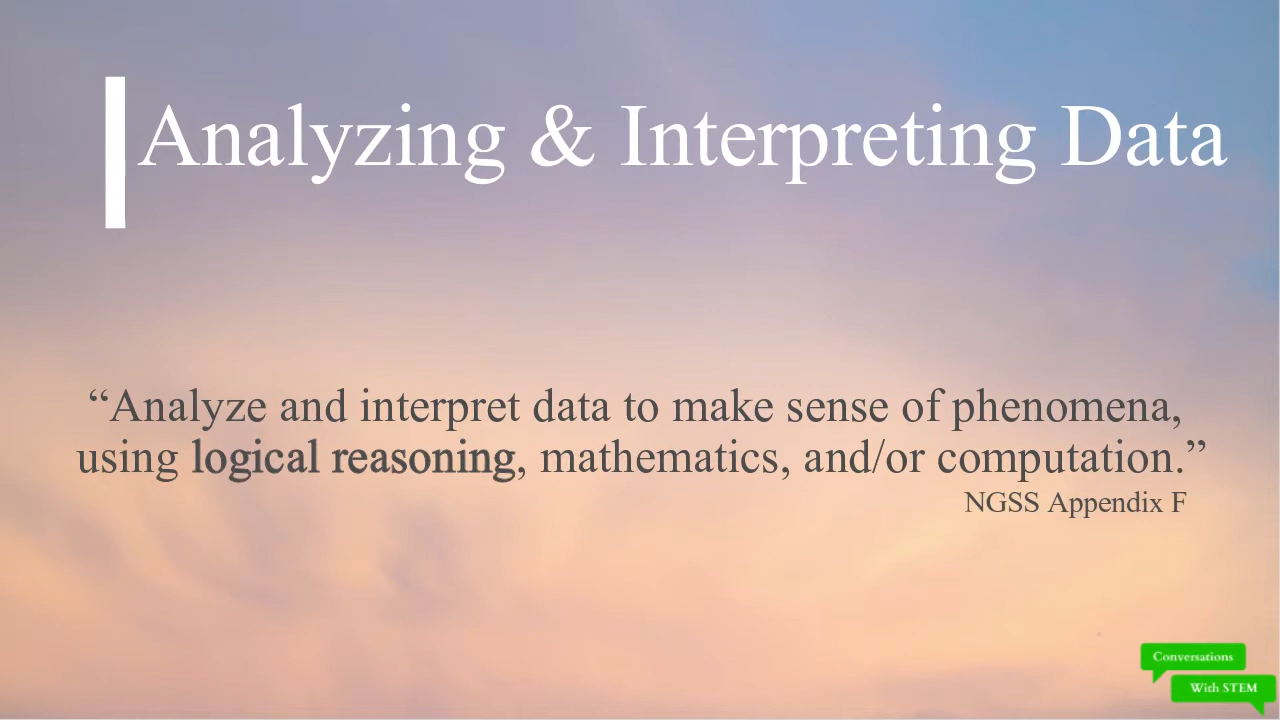 Analyzing & Interpreting Data
“Analyze and interpret data to make sense of phenomena,
using logical reasoning, mathematics, and/or computation.”
NGSS Appendix F
Conversations
With STEM